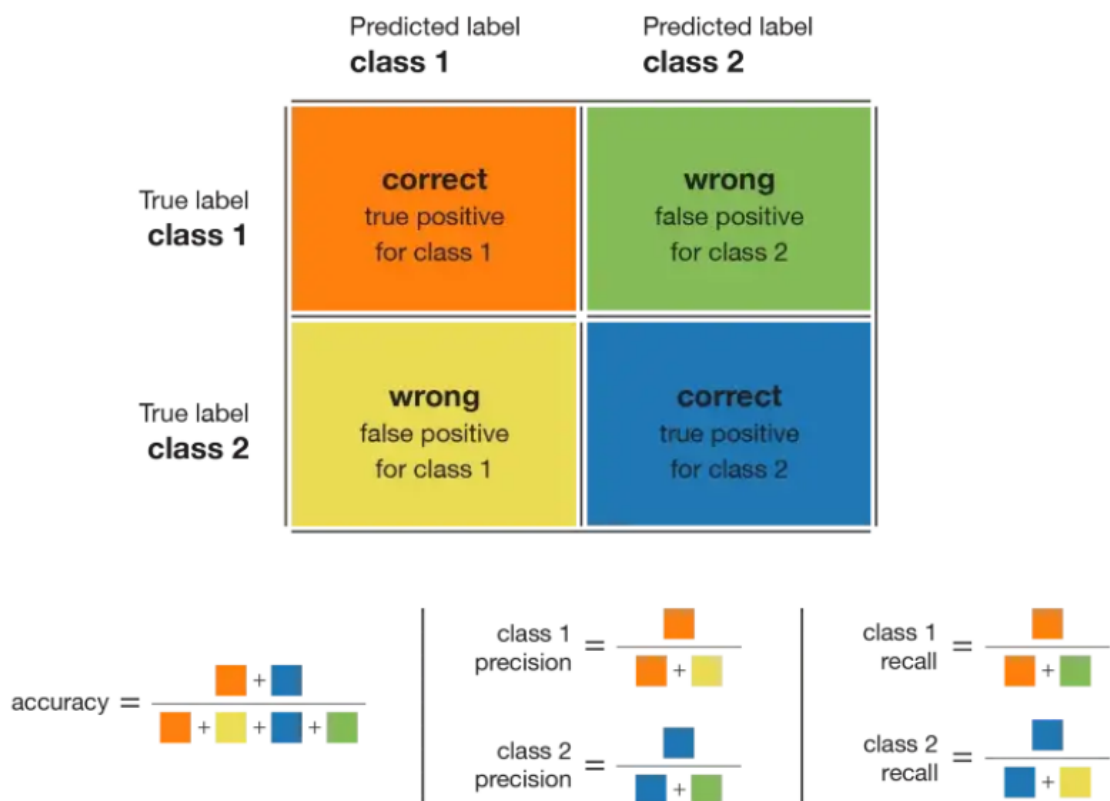 Predicted label
class 1
Predicted label
class 2
True label
class 1
correct
true positive
for class 1
wrong
false positive
for class 2
True label
class 2
wrong
false positive
for class 1
correct
true positive
for class 2
accuracy =
+
+ + +
class 1
precision
=
+
class 2
precision
=
+
class 1
recall
=
+
class 2
recall
=
+